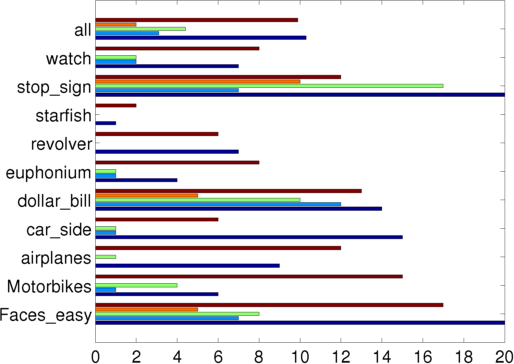 all
watch
stop_sign
starfish
revolver
euphonium
dollar_bill
car_side
airplanes
Motorbikes
Faces_easy
0 2 4 6 8 10 12 14 16 18 20